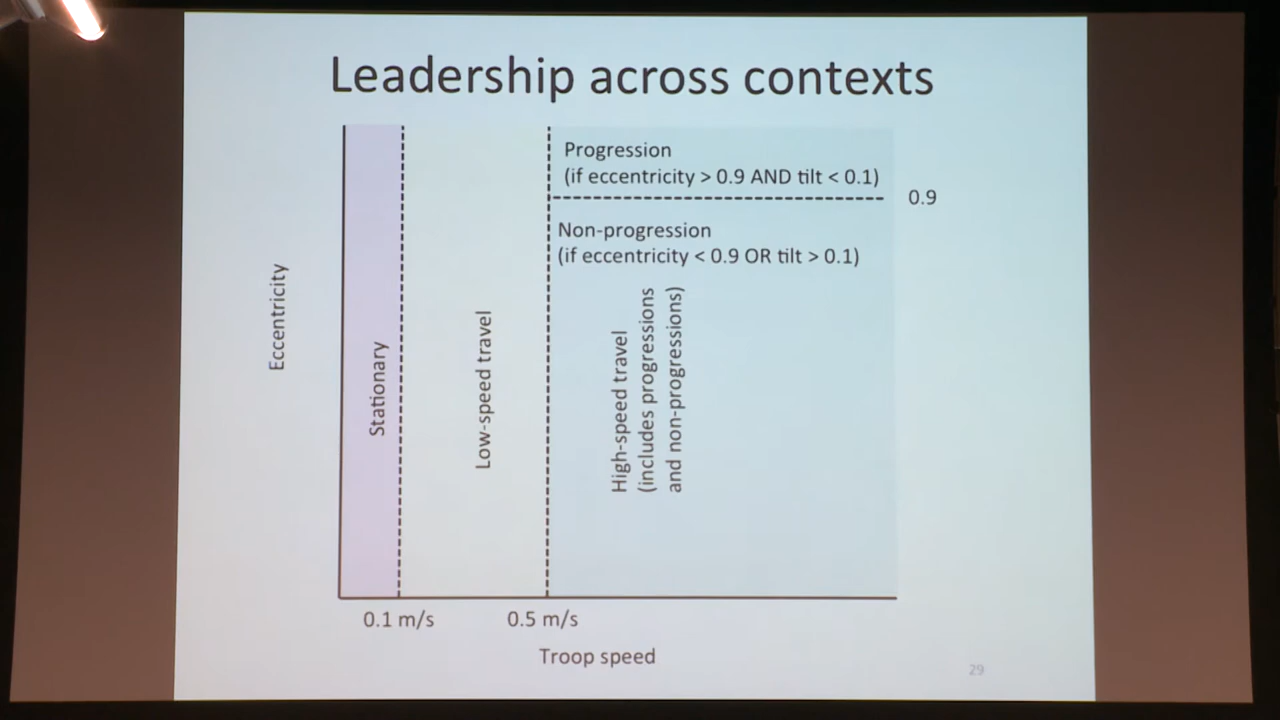 Leadership across contexts
Progression
(if eccentricity > 0.9 AND tilt < 0.1)
0.9
Non-progression
(if eccentricity < 0.9 OR tilt > 0.1)
Eccentricity
Stationary
Low-speed travel
High-speed travel
(includes progressions
and non-progressions)
0.1 m/s
0.5 m/s
Troop speed
29